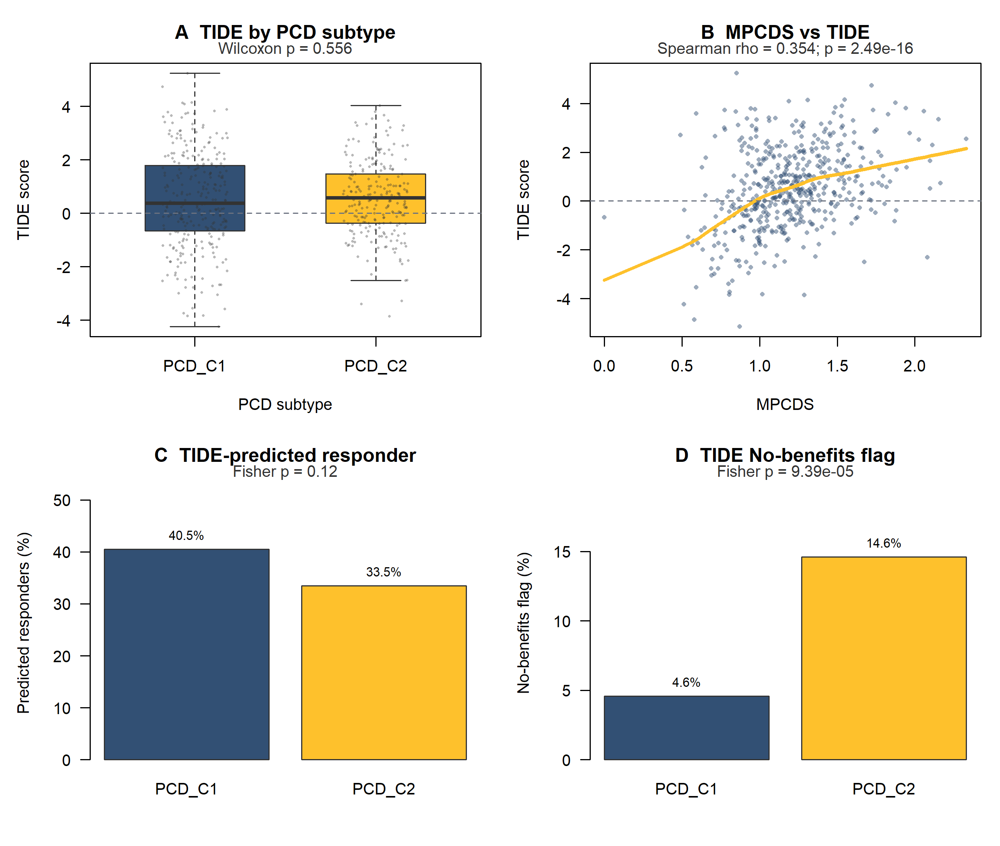 A  TIDE by PCD subtype
Wilcoxon p = 0.556
TIDE score
4
2
0
-2
-4
PCD_C1
PCD_C2
PCD subtype
B  MPCDS vs TIDE
Spearman rho = 0.354; p = 2.49e-16
TIDE score
4
2
0
-2
-4
0.0
0.5
1.0
1.5
2.0
MPCDS
C  TIDE-predicted responder
Fisher p = 0.12
Predicted responders (%)
50
40
30
20
10
0
40.5%
33.5%
PCD_C1
PCD_C2
D  TIDE No-benefits flag
Fisher p = 9.39e-05
No-benefits flag (%)
15
10
5
0
4.6%
14.6%
PCD_C1
PCD_C2